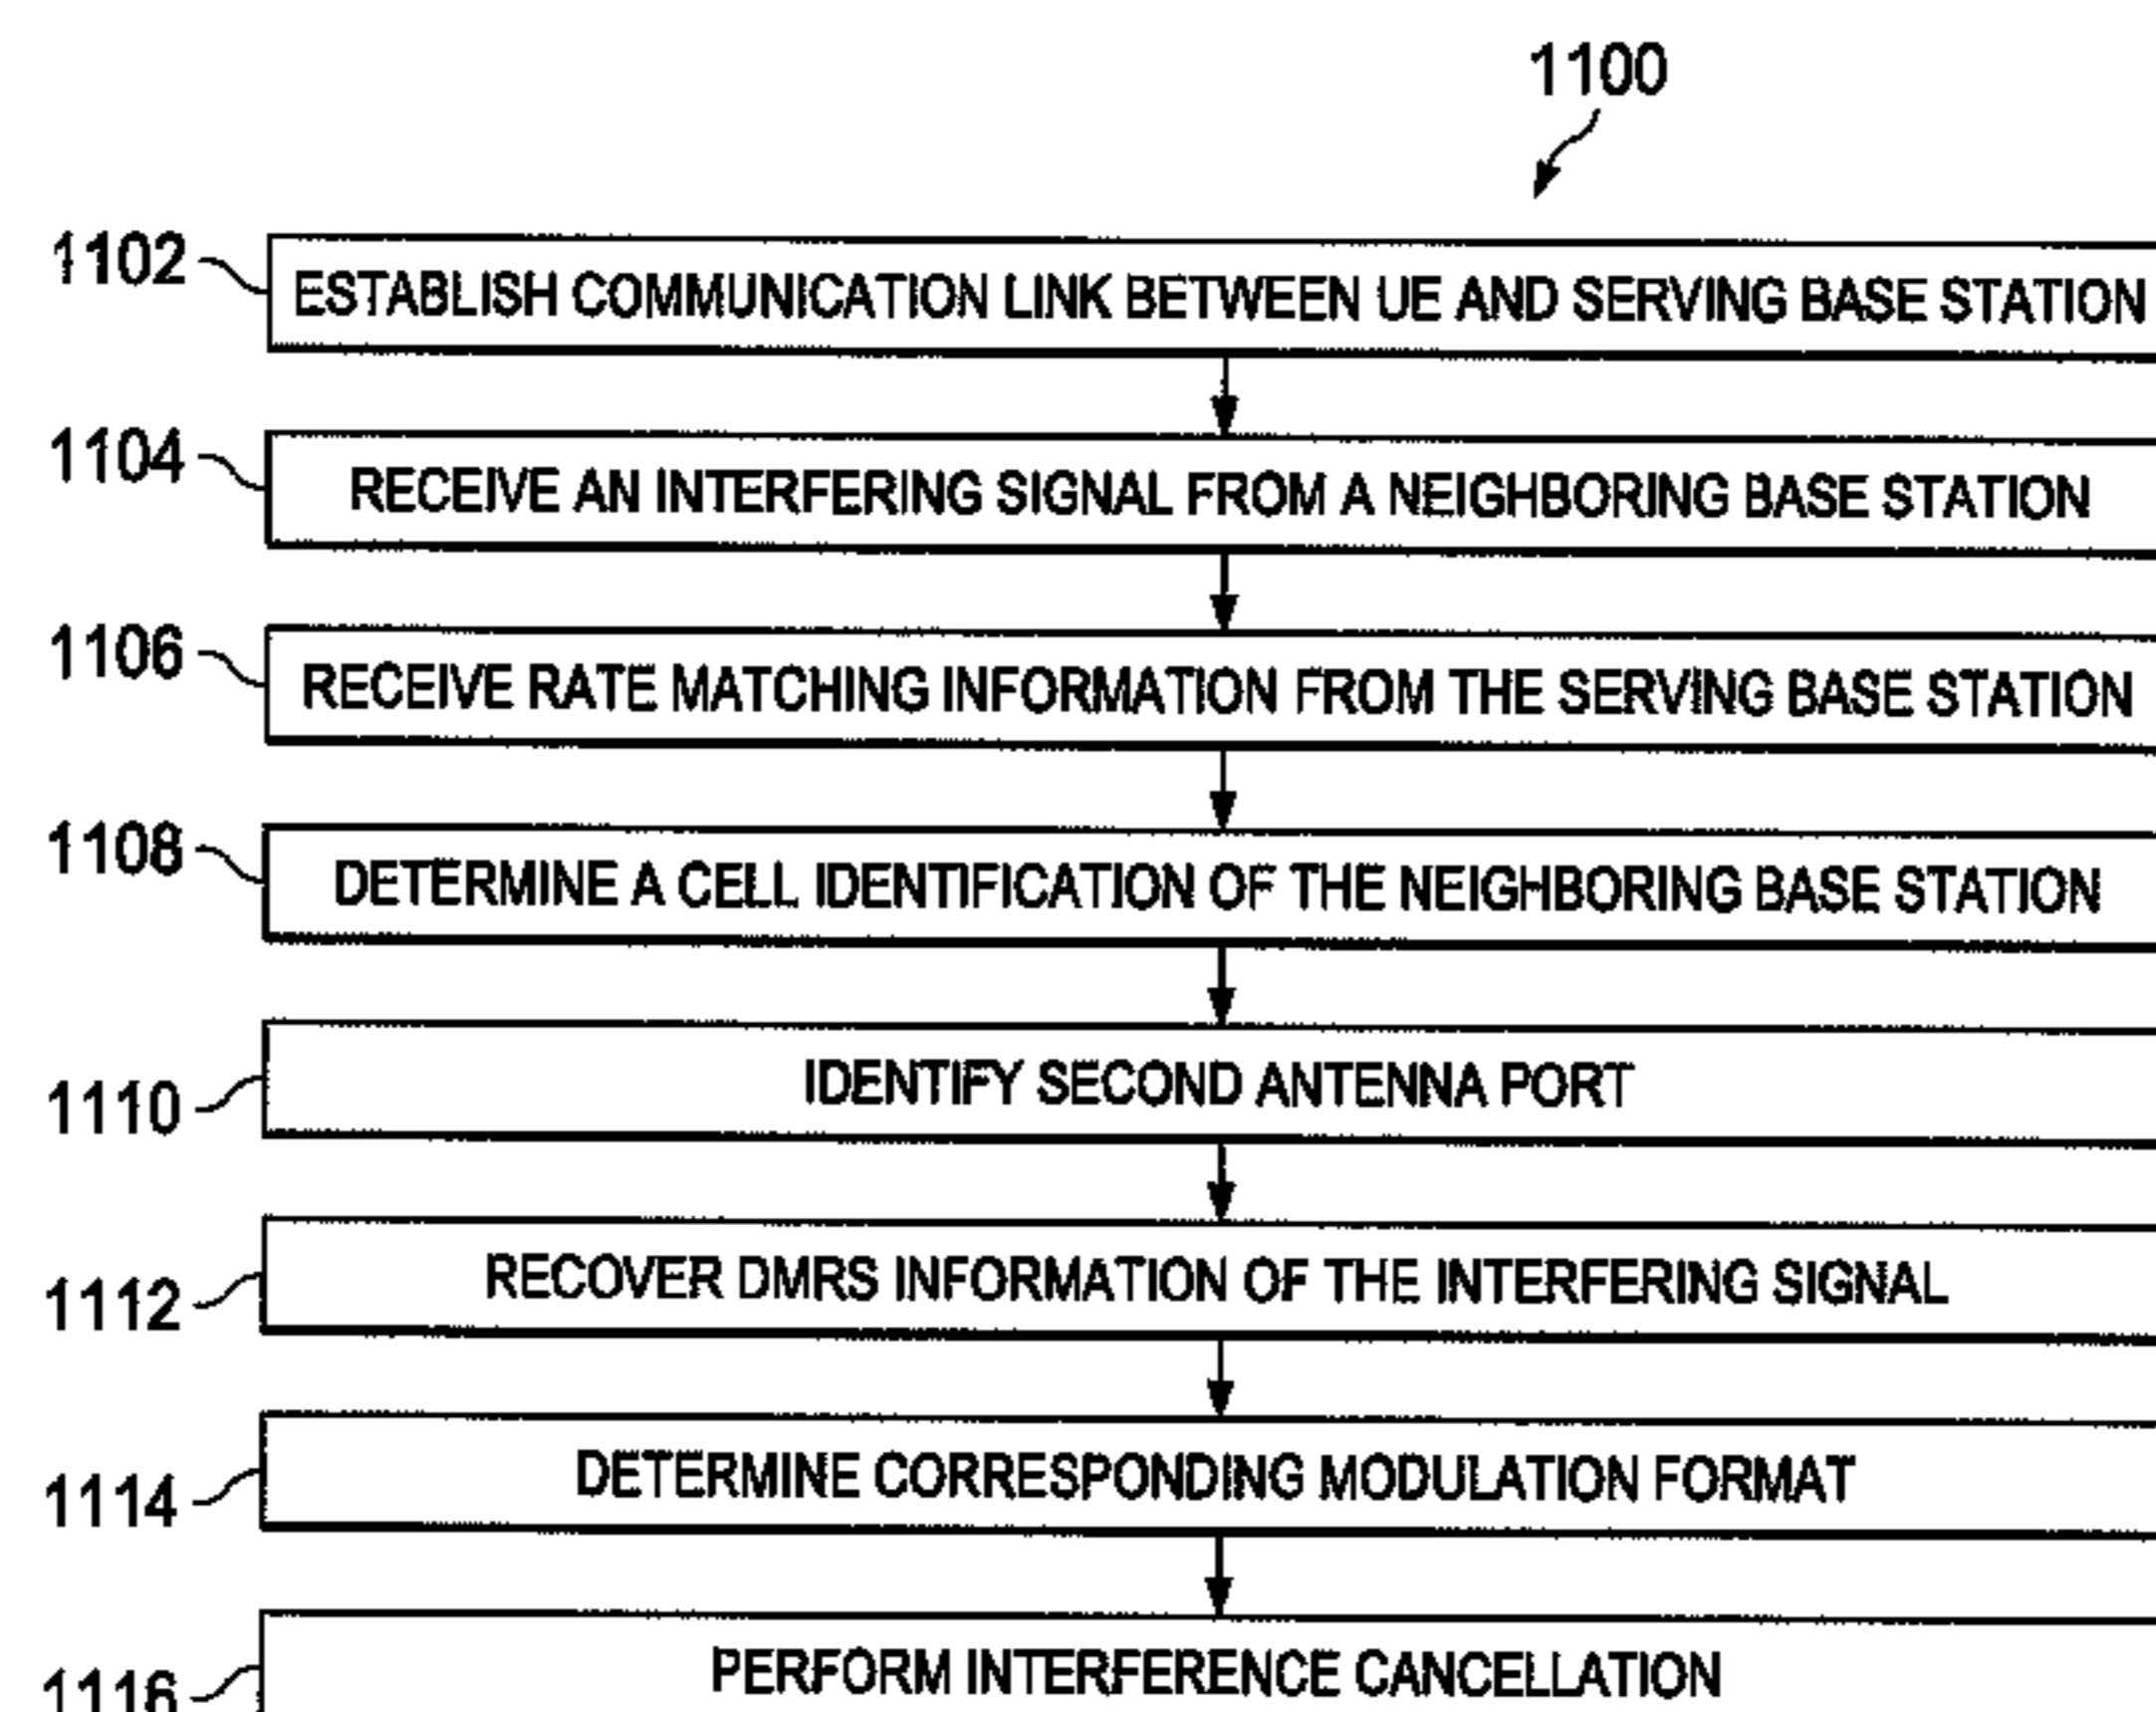 1100
1102 ESTABLISH COMMUNICATION LINK BETWEEN UE AND SERVING BASE STATION
1104 RECEIVE AN INTERFERING SIGNAL FROM A NEIGHBORING BASE STATION
1106 RECEIVE RATE MATCHING INFORMATION FROM THE SERVING BASE STATION
1108 DETERMINE A CELL IDENTIFICATION OF THE NEIGHBORING BASE STATION
1110 IDENTIFY SECOND ANTENNA PORT
1112 RECOVER DMRS INFORMATION OF THE INTERFERING SIGNAL
1114 DETERMINE CORRESPONDING MODULATION FORMAT
1116 PERFORM INTERFERENCE CANCELLATION